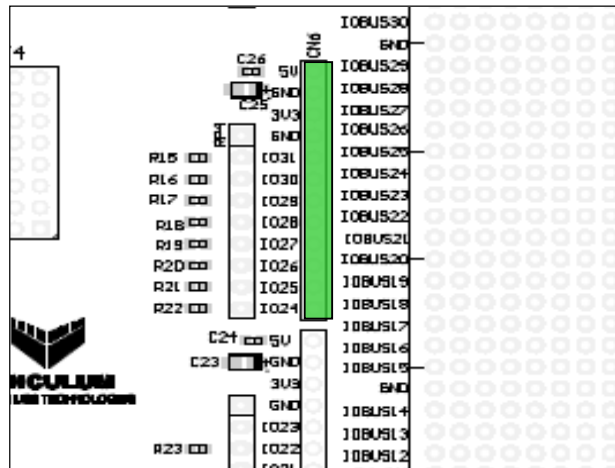 IOBUS30
GND
CN6
4
IOBUS29
C26
5V
IOBUS28
GND
C25
IOBUS27
3V3
IOBUS26
GND
IOBUS25
R15
IO31
IOBUS24
R16
IO30
IOBUS23
R17
IO29
IOBUS22
R18
IO28
IOBUS21
R19
IO27
IOBUS20
R20
IO26
IOBUS19
R21
IO25
IOBUS18
R22
IO24
IOBUS17
C24
5V
IOBUS16
C23
GND
IOBUS15
3V3
GND
GND
IOBUS14
IO23
IOBUS13
R23
IO22
IOBUS12